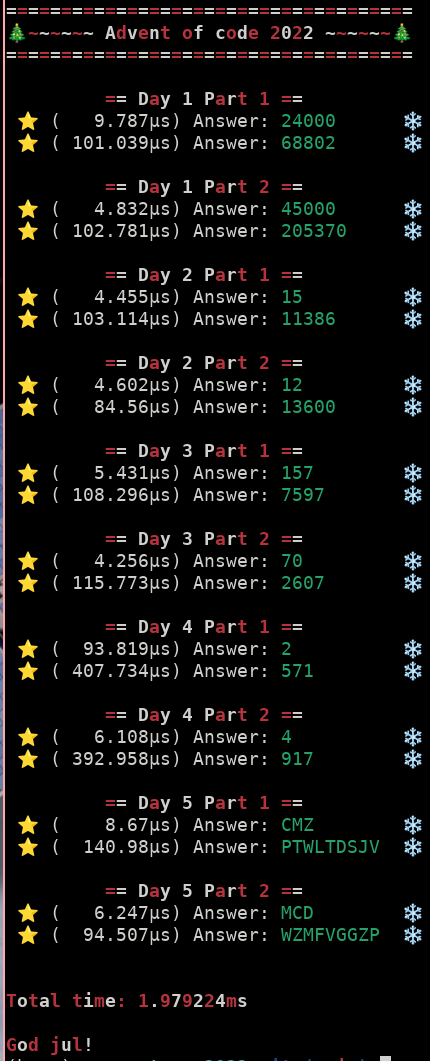 =====================================
🎄~~~~~~ Advent of code 2022 ~~~~~~🎄
=====================================
== Day 1 Part 1 ==
⭐ (   9.787µs) Answer: 24000 ❄
⭐ ( 101.039µs) Answer: 68802 ❄
== Day 1 Part 2 ==
⭐ (   4.832µs) Answer: 45000 ❄
⭐ ( 102.781µs) Answer: 205370 ❄
== Day 2 Part 1 ==
⭐ (   4.455µs) Answer: 15 ❄
⭐ ( 103.114µs) Answer: 11386 ❄
== Day 2 Part 2 ==
⭐ (   4.602µs) Answer: 12 ❄
⭐ (  84.56µs) Answer: 13600 ❄
== Day 3 Part 1 ==
⭐ (   5.431µs) Answer: 157 ❄
⭐ ( 108.296µs) Answer: 7597 ❄
== Day 3 Part 2 ==
⭐ (   4.256µs) Answer: 70 ❄
⭐ ( 115.773µs) Answer: 2607 ❄
== Day 4 Part 1 ==
⭐ (  93.819µs) Answer: 2 ❄
⭐ ( 407.734µs) Answer: 571 ❄
== Day 4 Part 2 ==
⭐ (   6.108µs) Answer: 4 ❄
⭐ ( 392.958µs) Answer: 917 ❄
== Day 5 Part 1 ==
⭐ (    8.67µs) Answer: CMZ ❄
⭐ (  140.98µs) Answer: PTWLTDSJV ❄
== Day 5 Part 2 ==
⭐ (   6.247µs) Answer: MCD ❄
⭐ (  94.507µs) Answer: WZMFVGGZP ❄
Total time: 1.979224ms
God jul!